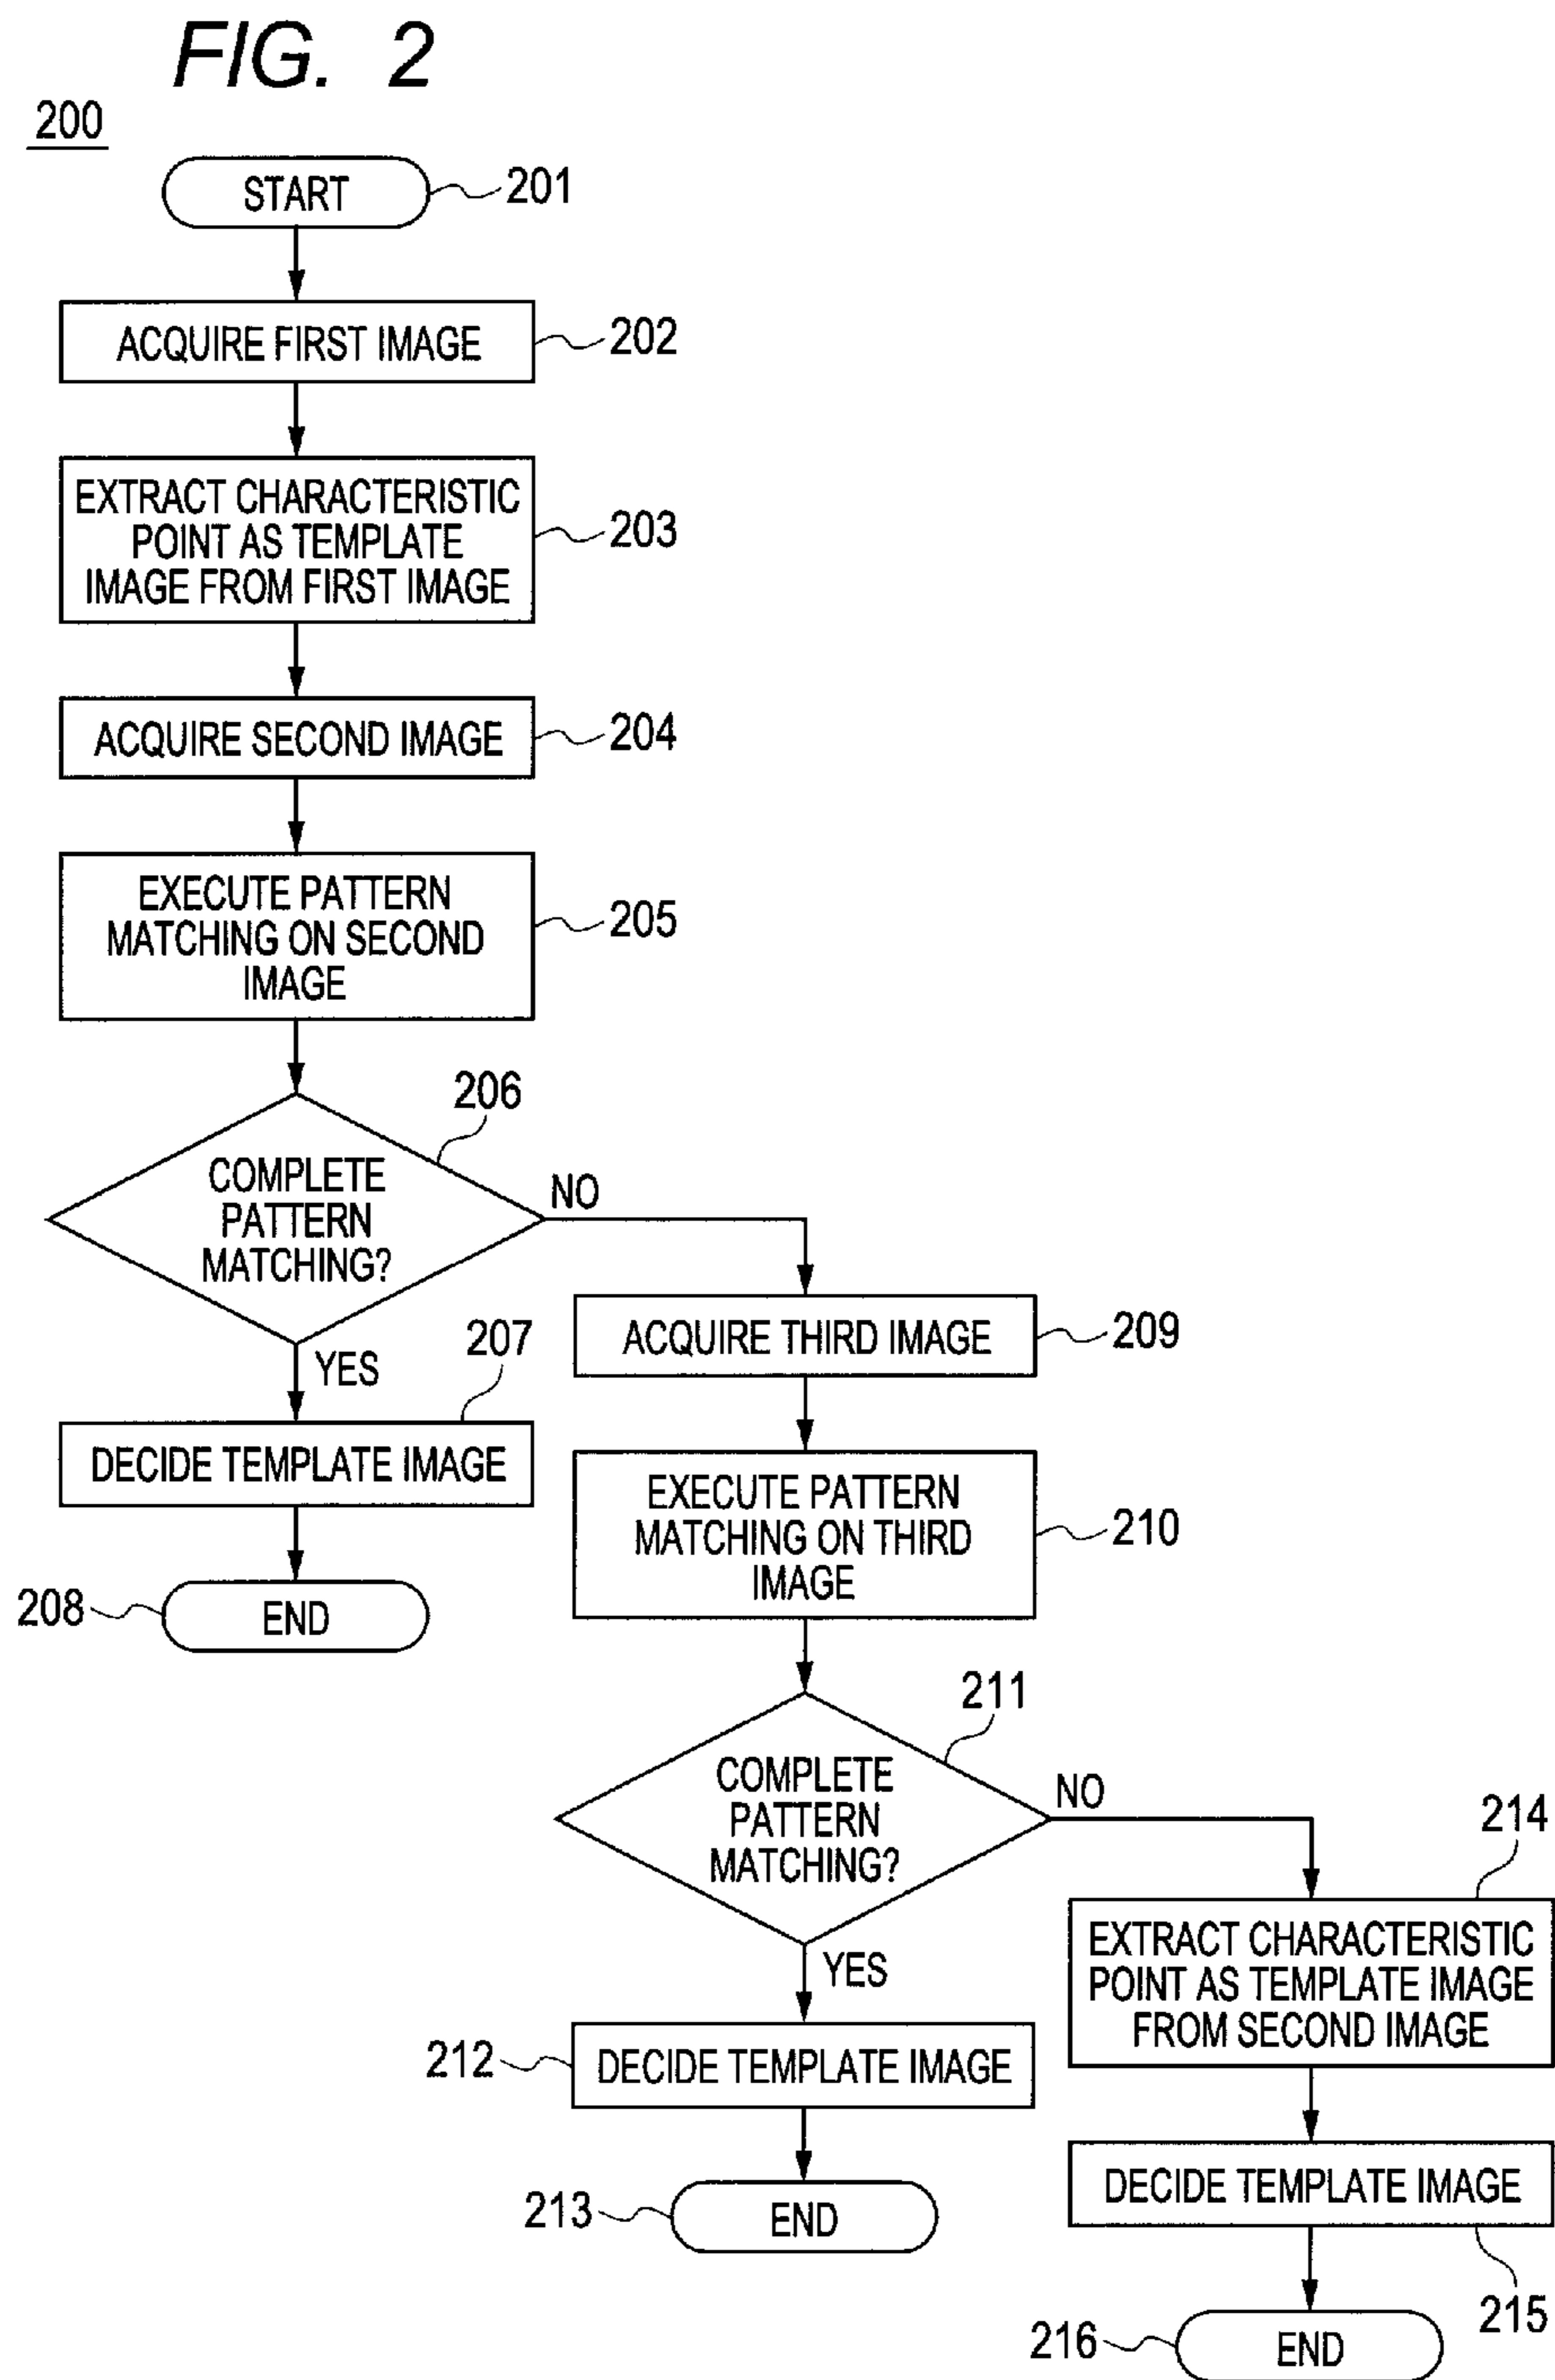 FIG. 2
200
START
201
ACQUIRE FIRST IMAGE
202
EXTRACT CHARACTERISTIC
POINT AS TEMPLATE
IMAGE FROM FIRST IMAGE
203
ACQUIRE SECOND IMAGE
204
EXECUTE PATTERN
MATCHING ON SECOND
IMAGE
205
206
COMPLETE
PATTERN
MATCHING?
NO
YES
207
DECIDE TEMPLATE IMAGE
208
END
ACQUIRE THIRD IMAGE
209
EXECUTE PATTERN
MATCHING ON THIRD
IMAGE
210
211
COMPLETE
PATTERN
MATCHING?
NO
YES
212
DECIDE TEMPLATE IMAGE
213
END
214
EXTRACT CHARACTERISTIC
POINT AS TEMPLATE IMAGE
FROM SECOND IMAGE
DECIDE TEMPLATE IMAGE
215
216
END